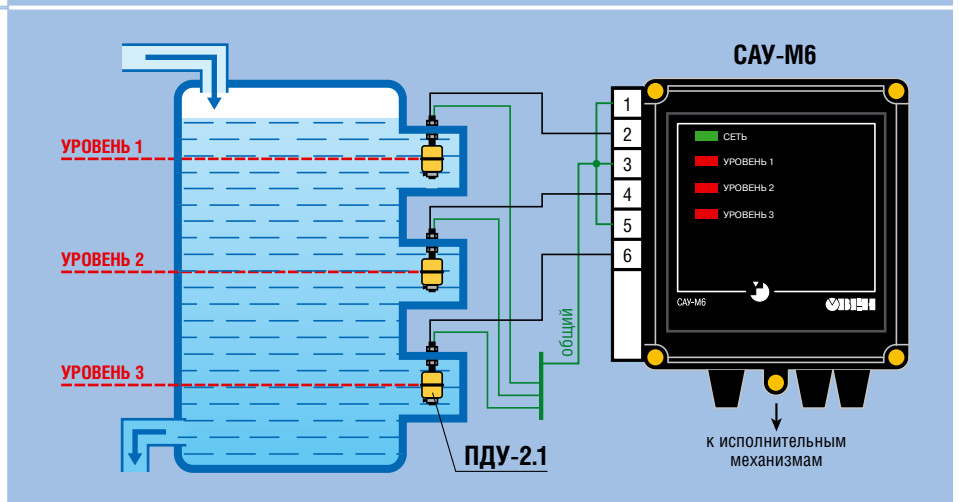 САУ-М6
УРОВЕНЬ 1
УРОВЕНЬ 2
УРОВЕНЬ 3
ПДУ-2.1
общий
1
2
3
4
5
6
СЕТЬ
УРОВЕНЬ 1
УРОВЕНЬ 2
УРОВЕНЬ 3
САУ-М6
ОВЕН
к исполнительным
механизмам